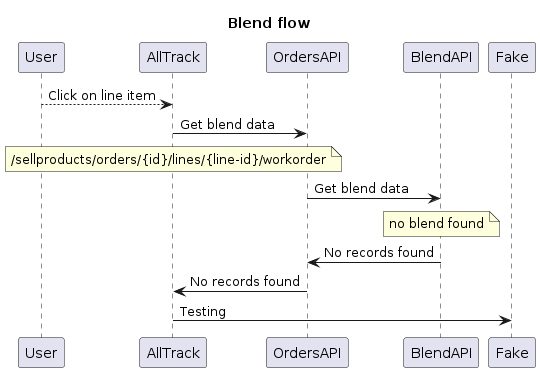 Blend flow
User AllTrack OrdersAPI BlendAPI Fake
Click on line item
Get blend data
/sellproducts/orders/{id}/lines/{line-id}/workorder
Get blend data
no blend found
No records found
No records found
Testing
User AllTrack OrdersAPI BlendAPI Fake